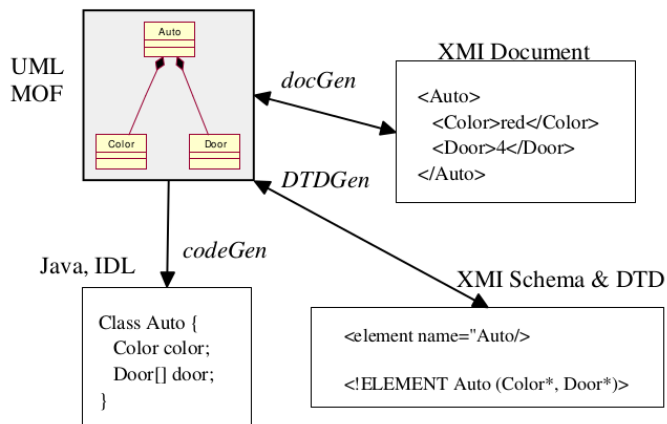 UML
MOF
Auto
Color
Door
docGen
XMI Document
<Auto>
<Color>red</Color>
<Door>4</Door>
</Auto>
DTDGen
codeGen
Java, IDL
Class Auto {
Color color;
Door[] door;
}
XMI Schema & DTD
<element name="Auto/>
<!ELEMENT Auto (Color*, Door*)>